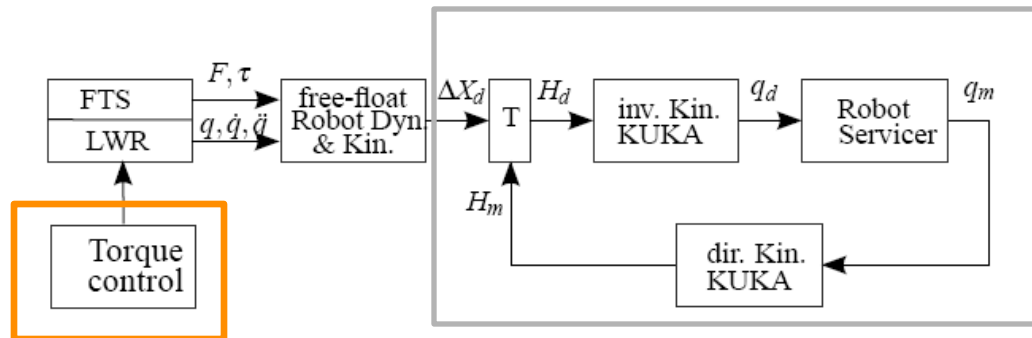 FTS
LWR
F, τ
q, q̇, q̈
Torque
control
free-float
Robot Dyn.
& Kin.
ΔX_d
T
H_d
H_m
inv. Kin.
KUKA
q_d
Robot
Servicer
q_m
dir. Kin.
KUKA